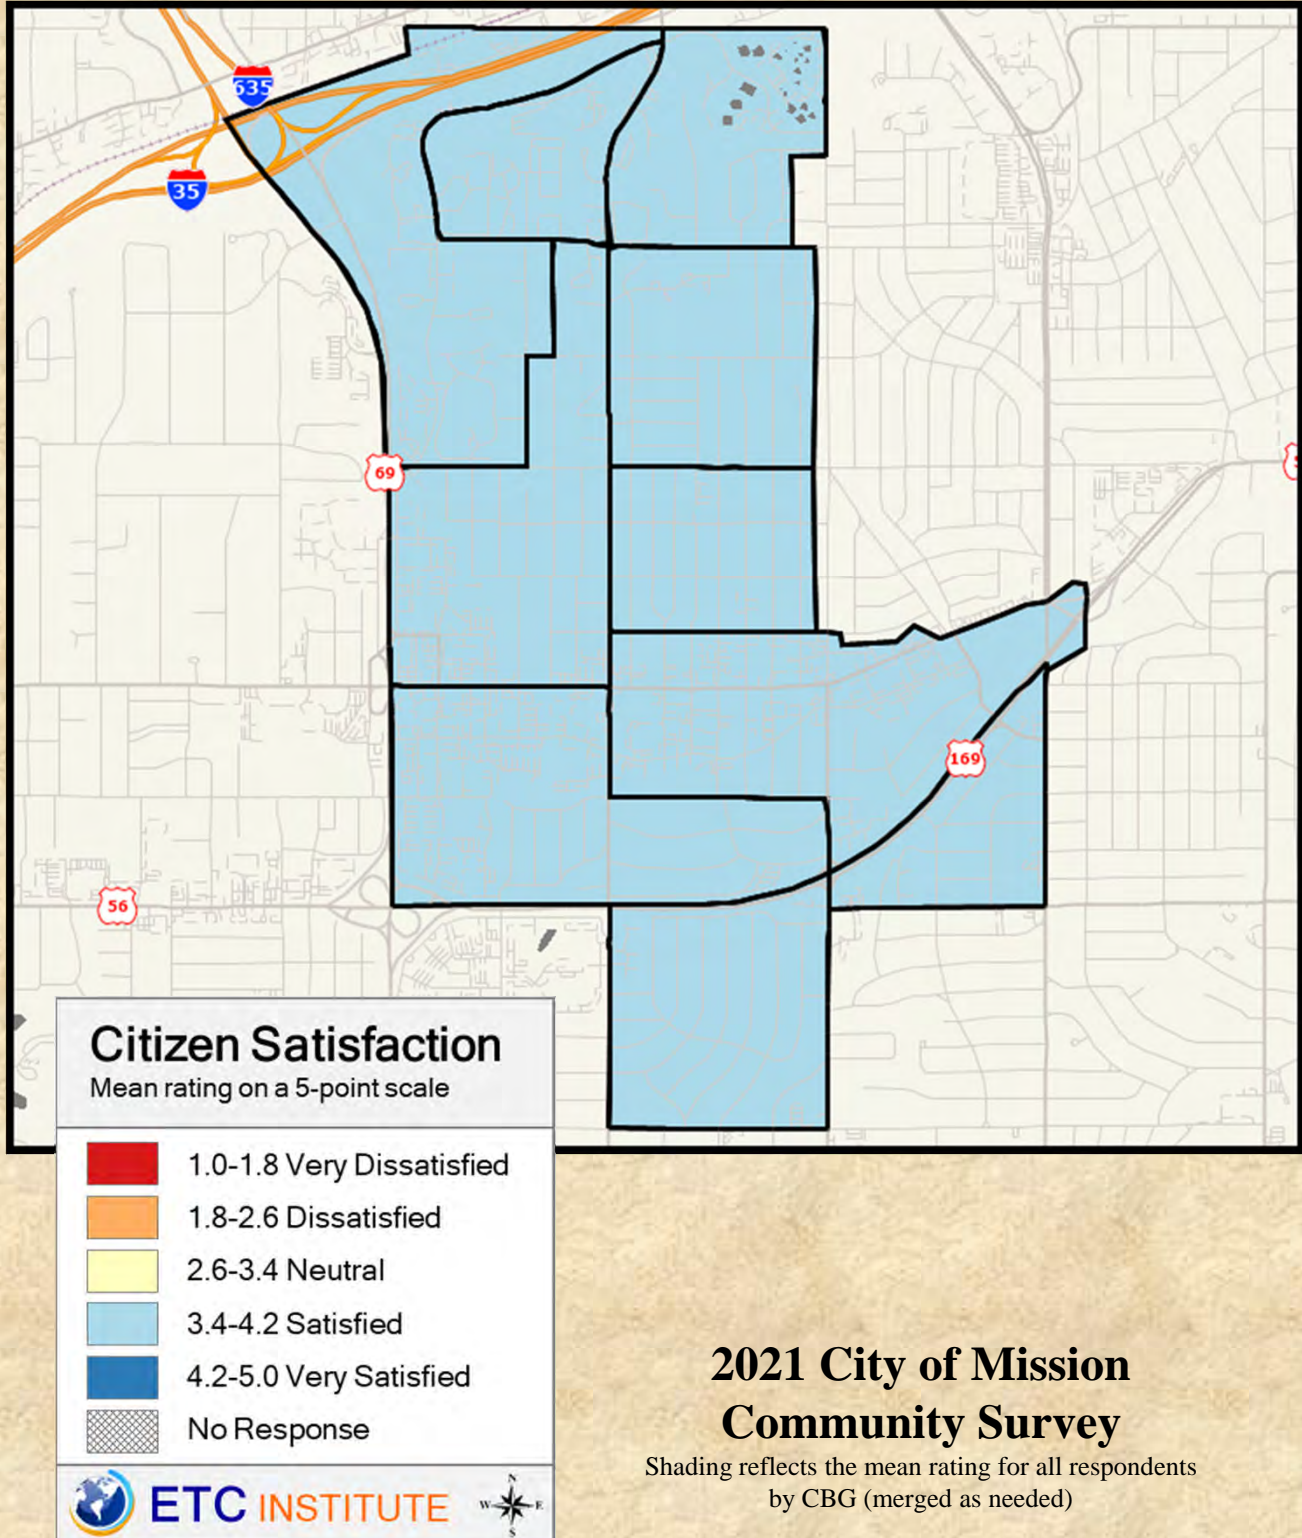 635
35
69
169
56
Citizen Satisfaction
Mean rating on a 5-point scale
1.0-1.8 Very Dissatisfied
1.8-2.6 Dissatisfied
2.6-3.4 Neutral
3.4-4.2 Satisfied
4.2-5.0 Very Satisfied
No Response
ETC INSTITUTE
N
W E
S
2021 City of Mission
Community Survey
Shading reflects the mean rating for all respondents
by CBG (merged as needed)